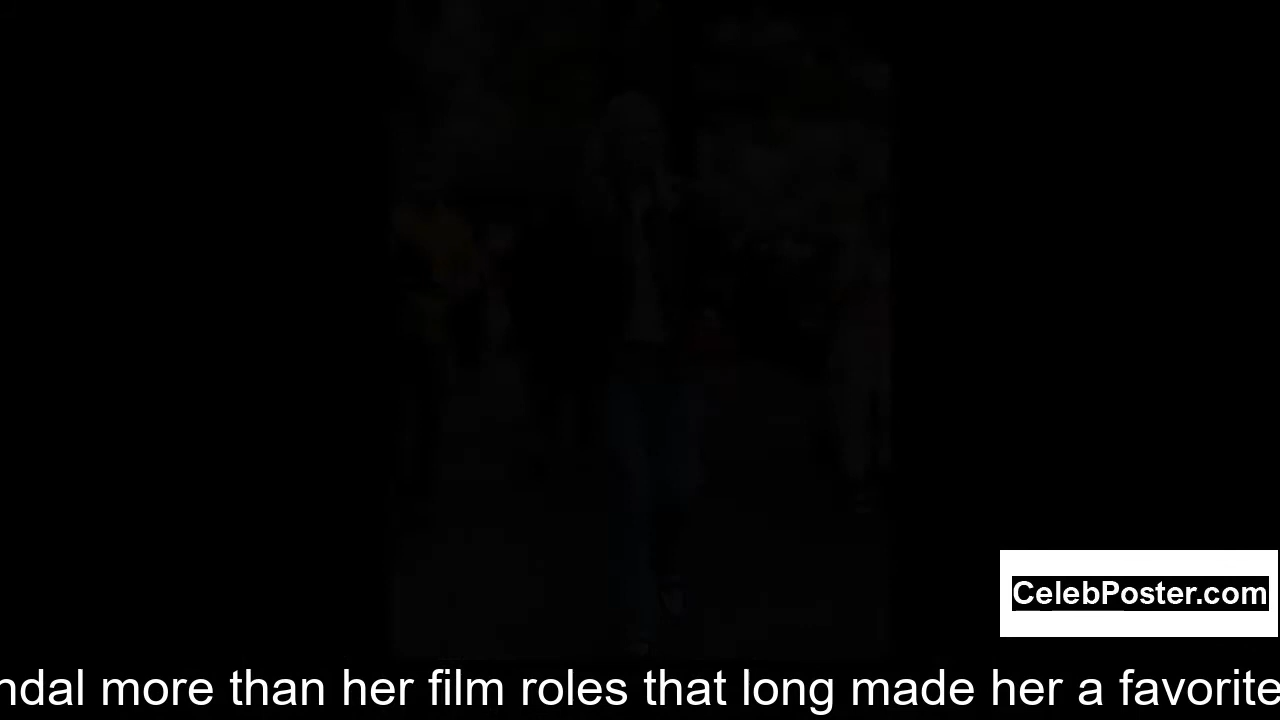 CelebPoster.com
ndal more than her film roles that long made her a favorite